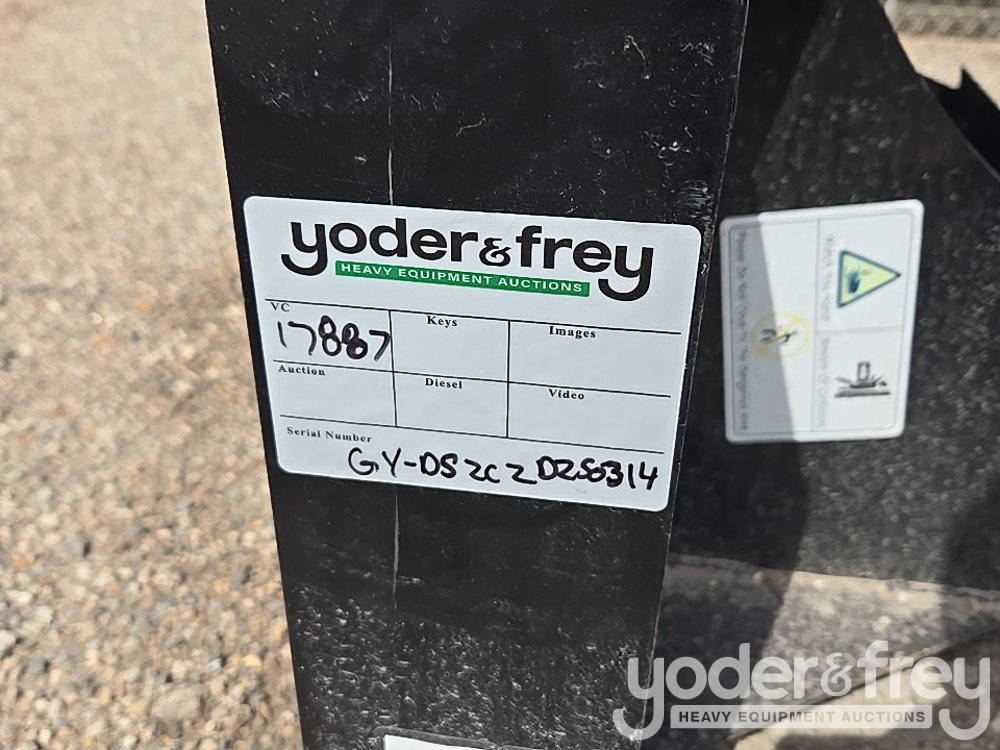 yoder&frey
HEAVY EQUIPMENT AUCTIONS
VC
17887
Keys
Images
Auction
Diesel
Video
Serial Number
GY-DS2C2D25314
yoder&frey
HEAVY EQUIPMENT AUCTIONS